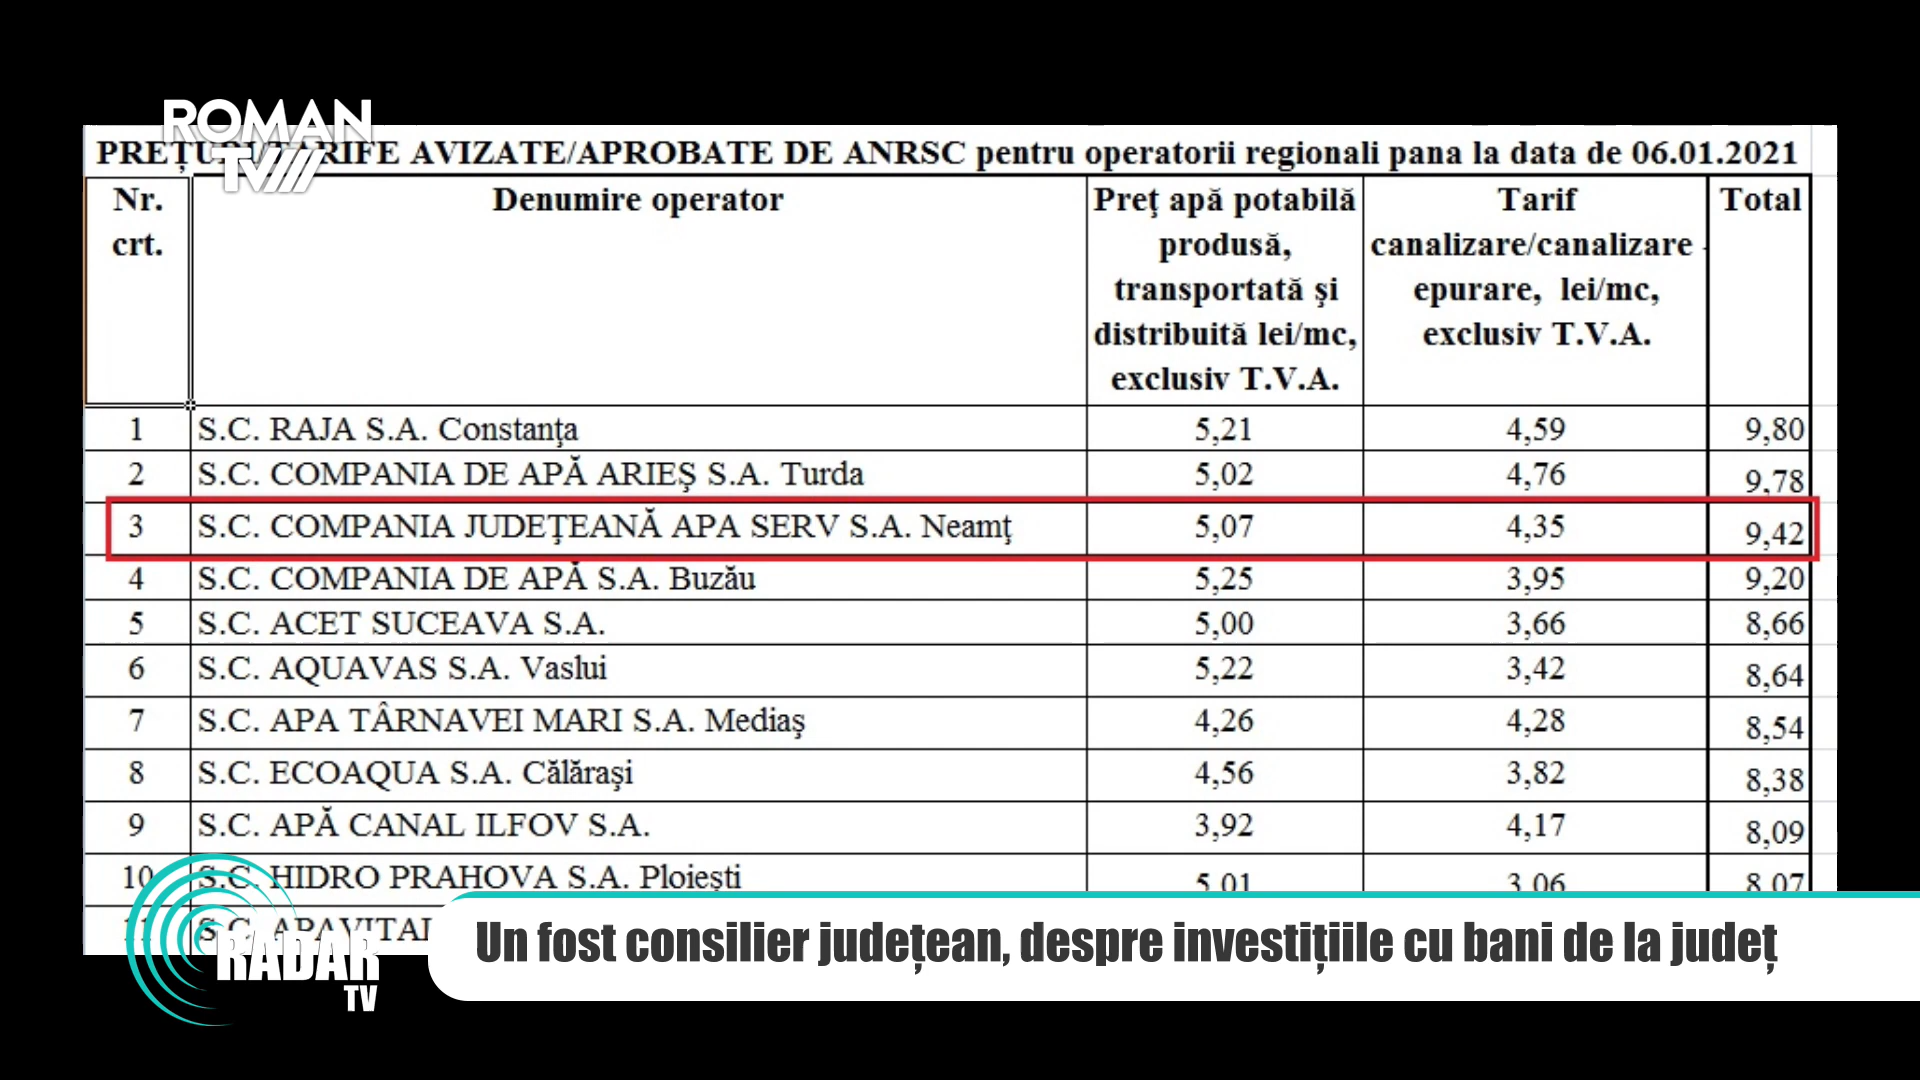 ROMAN
TV
PREȚURI/TARIFE AVIZATE/APROBATE DE ANRSC pentru operatorii regionali pana la data de 06.01.2021
Nr. crt. Denumire operator Preţ apă potabilă produsă, transportată şi distribuită lei/mc, exclusiv T.V.A. Tarif canalizare/canalizare - epurare, lei/mc, exclusiv T.V.A. Total
1 S.C. RAJA S.A. Constanţa 5,21 4,59 9,80
2 S.C. COMPANIA DE APĂ ARIEŞ S.A. Turda 5,02 4,76 9,78
3 S.C. COMPANIA JUDEŢEANĂ APA SERV S.A. Neamţ 5,07 4,35 9,42
4 S.C. COMPANIA DE APĂ S.A. Buzău 5,25 3,95 9,20
5 S.C. ACET SUCEAVA S.A. 5,00 3,66 8,66
6 S.C. AQUAVAS S.A. Vaslui 5,22 3,42 8,64
7 S.C. APA TÂRNAVEI MARI S.A. Mediaş 4,26 4,28 8,54
8 S.C. ECOAQUA S.A. Călăraşi 4,56 3,82 8,38
9 S.C. APĂ CANAL ILFOV S.A. 3,92 4,17 8,09
10 S.C. HIDRO PRAHOVA S.A. Ploieşti 5,01 3,06 8,07
11 S.C. APAVITAL
RADAR
TV
Un fost consilier județean, despre investițiile cu bani de la județ